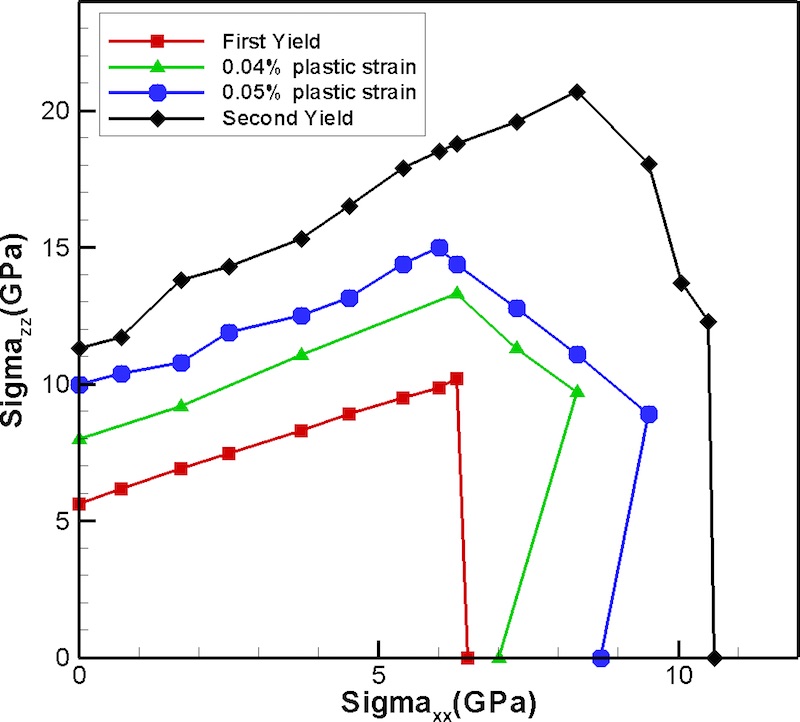 First Yield
0.04% plastic strain
0.05% plastic strain
Second Yield
20
15
10
5
0
Sigmazz(GPa)
0 5 10
Sigmaxx(GPa)